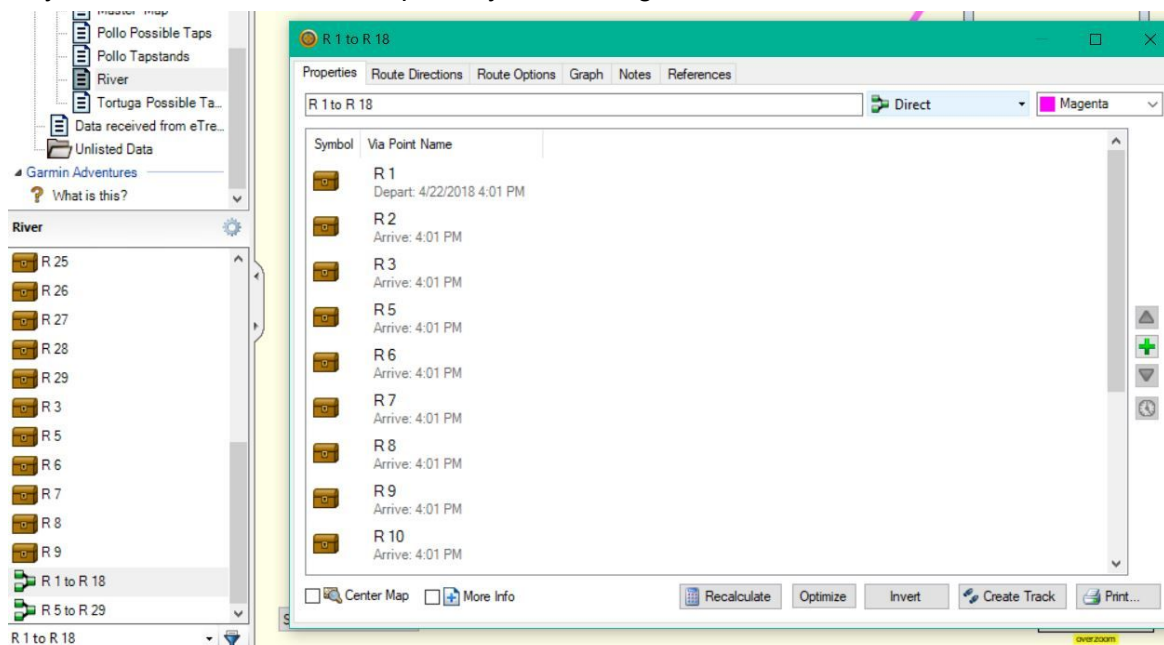 Pollo Possible Taps
Pollo Tapstands
River
Tortuga Possible Ta...
Data received from eTre...
Unlisted Data
Garmin Adventures
What is this?
River
R 25
R 26
R 27
R 28
R 29
R 3
R 5
R 6
R 7
R 8
R 9
R 1 to R 18
R 5 to R 29
R 1 to R 18
R 1 to R 18
Properties Route Directions Route Options Graph Notes References
R 1 to R 18 Direct Magenta
Symbol Via Point Name
R 1
Depart: 4/22/2018 4:01 PM
R 2
Arrive: 4:01 PM
R 3
Arrive: 4:01 PM
R 5
Arrive: 4:01 PM
R 6
Arrive: 4:01 PM
R 7
Arrive: 4:01 PM
R 8
Arrive: 4:01 PM
R 9
Arrive: 4:01 PM
R 10
Arrive: 4:01 PM
Center Map More Info Recalculate Optimize Invert Create Track Print...
overzoom